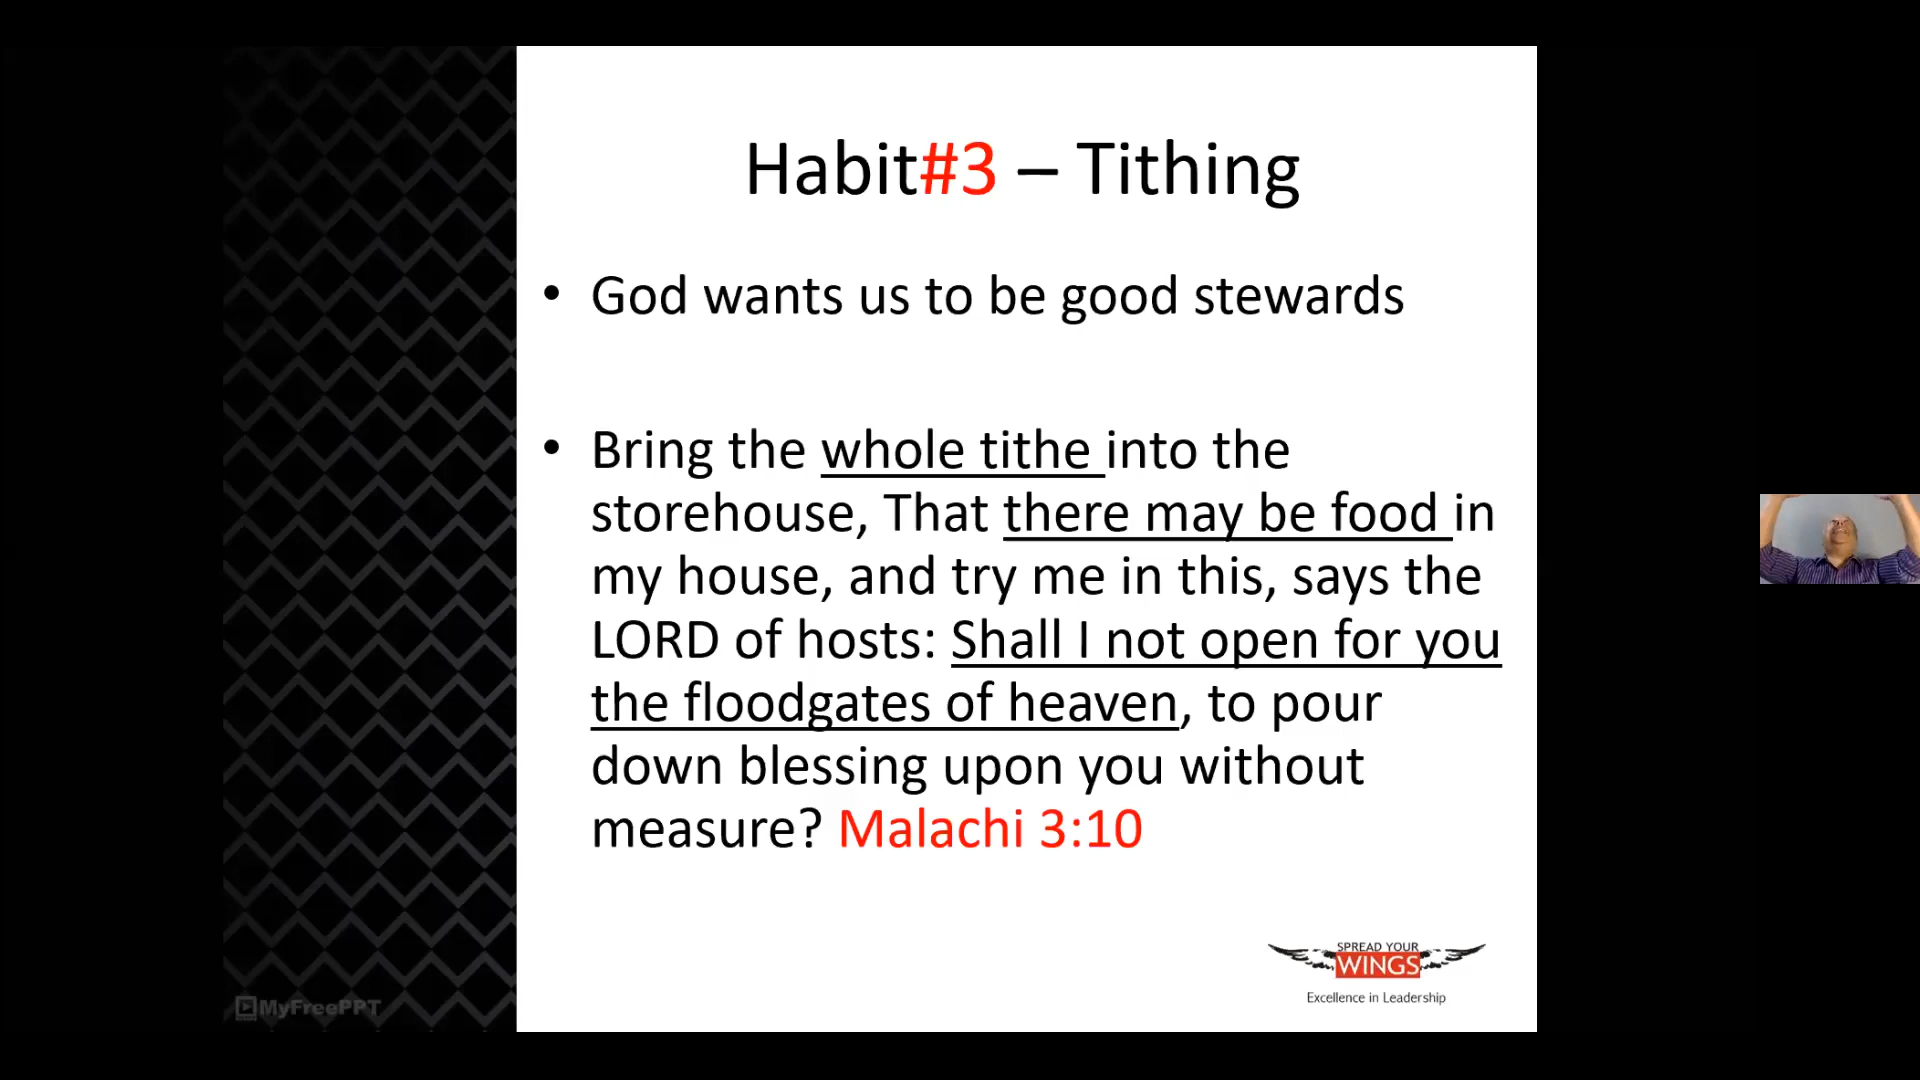 Habit#3 – Tithing
• God wants us to be good stewards
• Bring the whole tithe into the
storehouse, That there may be food in
my house, and try me in this, says the
LORD of hosts: Shall I not open for you
the floodgates of heaven, to pour
down blessing upon you without
measure? Malachi 3:10
SPREAD YOUR
WINGS
Excellence in Leadership
MyFreePPT